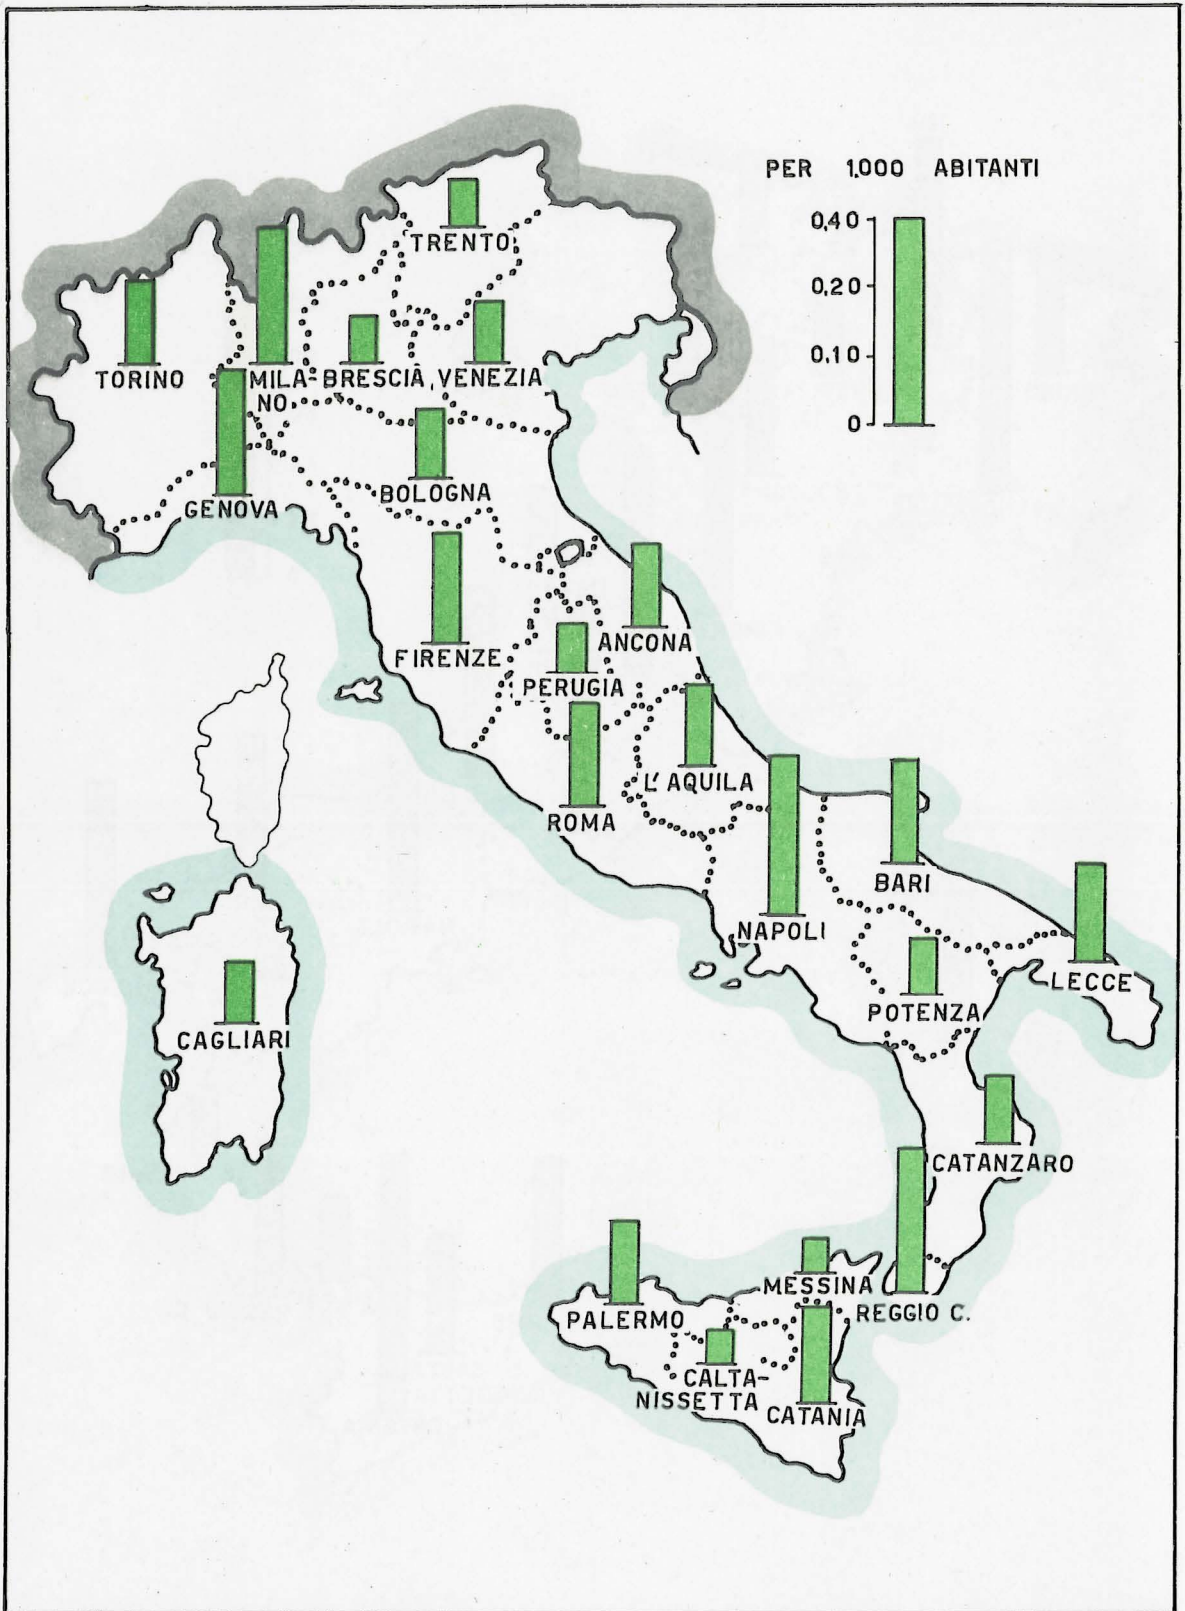 PER 1.000 ABITANTI
0,40
0,20
0,10
0
TRENTO
TORINO
MILA-
NO
BRESCIA
VENEZIA
GENOVA
BOLOGNA
FIRENZE
ANCONA
PERUGIA
L'AQUILA
ROMA
BARI
NAPOLI
LECCE
POTENZA
CAGLIARI
CATANZARO
MESSINA
REGGIO C.
PALERMO
CALTA-
NISSETTA
CATANIA